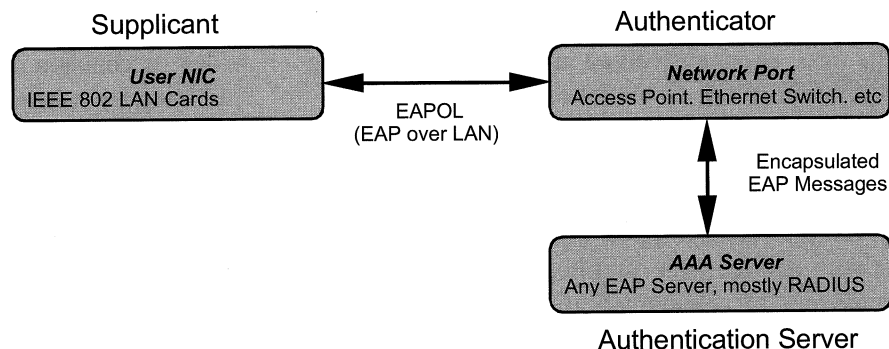 Supplicant
Authenticator
User NIC
IEEE 802 LAN Cards
Network Port
Access Point. Ethernet Switch. etc
EAPOL
(EAP over LAN)
Encapsulated
EAP Messages
AAA Server
Any EAP Server, mostly RADIUS
Authentication Server